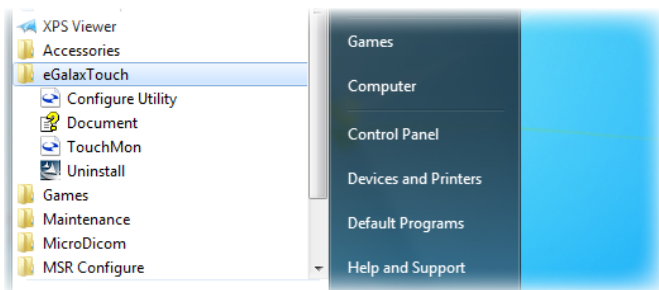 XPS Viewer
Accessories
eGalaxTouch
Configure Utility
Document
TouchMon
Uninstall
Games
Maintenance
MicroDicom
MSR Configure
Games
Computer
Control Panel
Devices and Printers
Default Programs
Help and Support